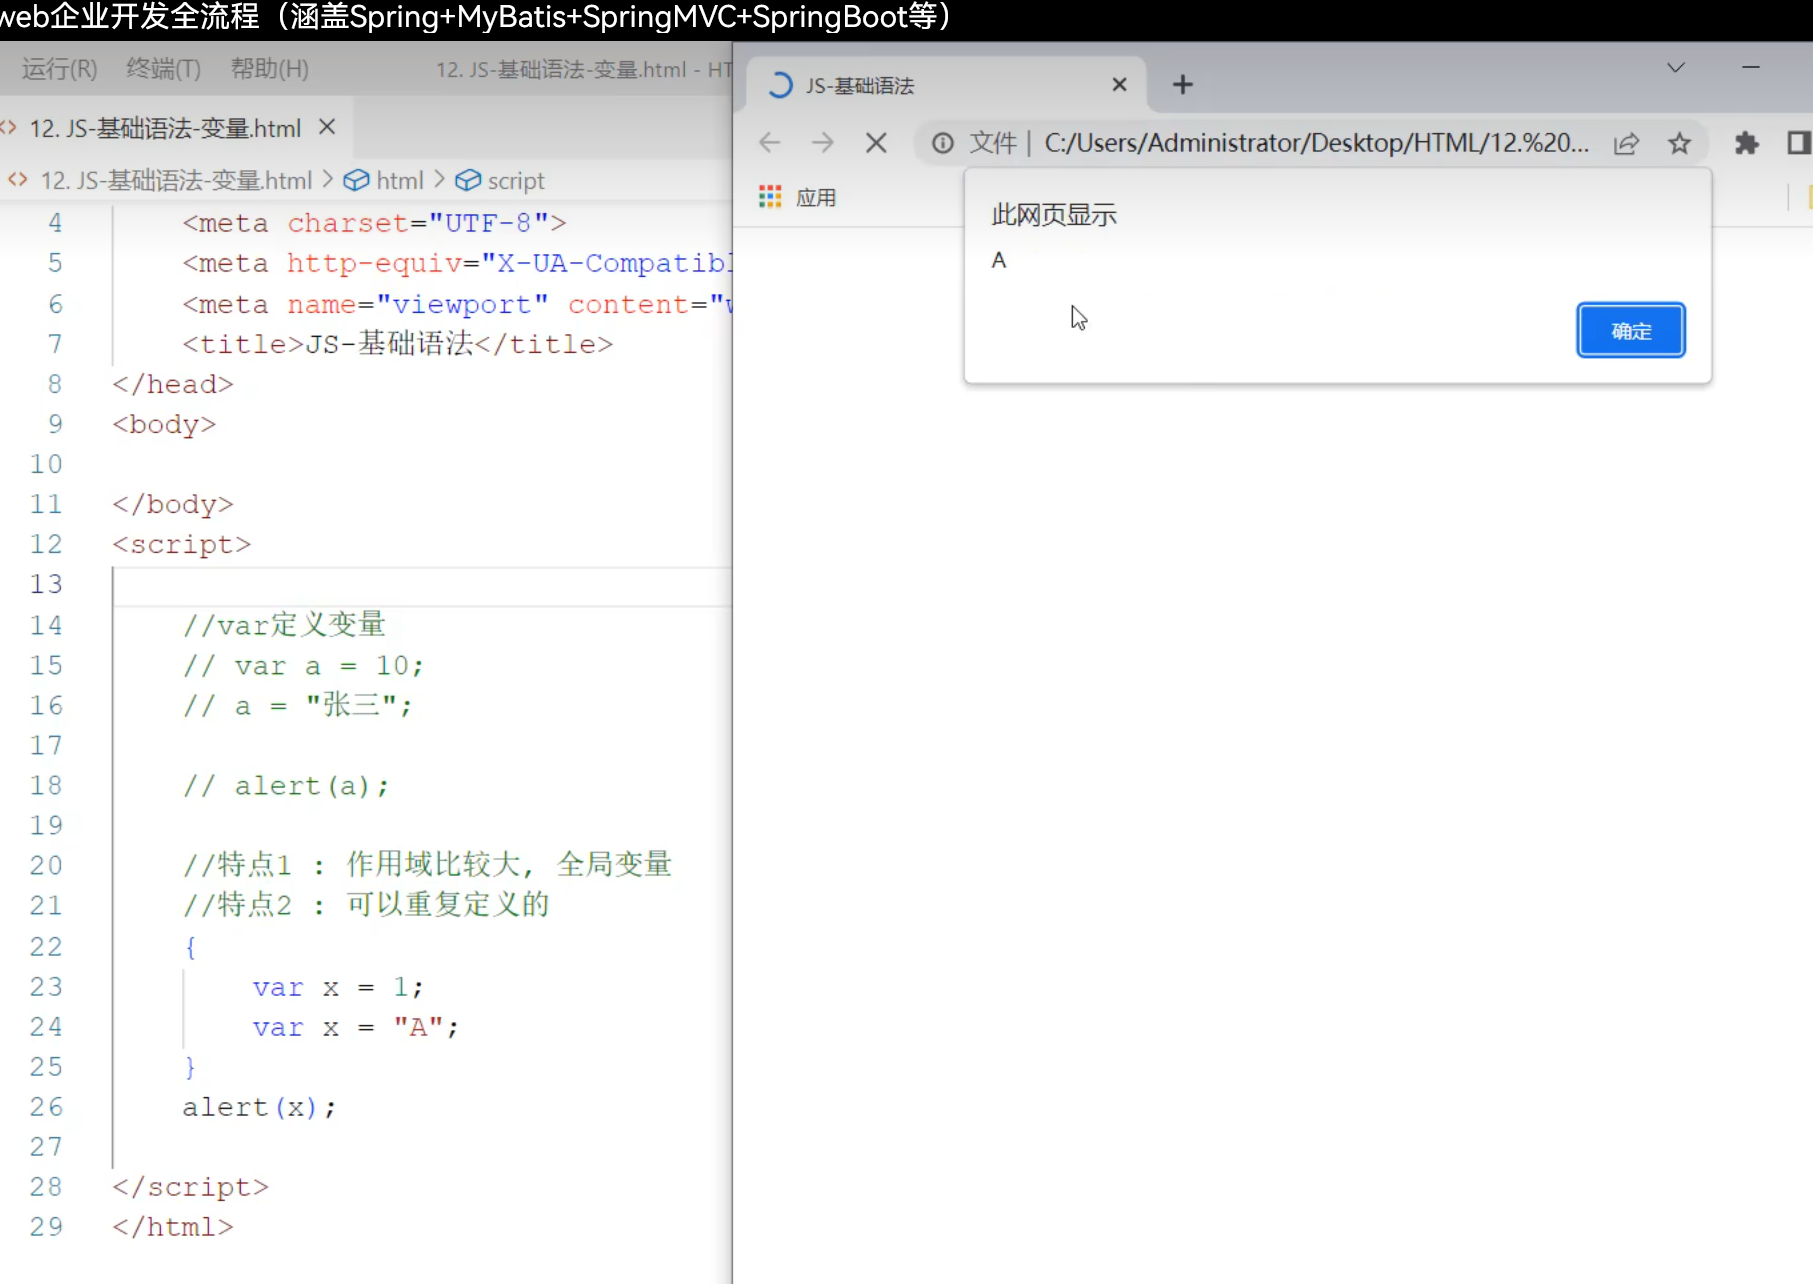 web企业开发全流程（涵盖Spring+MyBatis+SpringMVC+SpringBoot等）
运行(R) 终端(T) 帮助(H) 12. JS-基础语法-变量.html - HT
12. JS-基础语法-变量.html
12. JS-基础语法-变量.html > html > script
4 <meta charset="UTF-8">
5 <meta http-equiv="X-UA-Compatibl
6 <meta name="viewport" content="w
7 <title>JS-基础语法</title>
8 </head>
9 <body>
10
11 </body>
12 <script>
13
14 //var定义变量
15 // var a = 10;
16 // a = "张三";
17
18 // alert(a);
19
20 //特点1 : 作用域比较大, 全局变量
21 //特点2 : 可以重复定义的
22 {
23 var x = 1;
24 var x = "A";
25 }
26 alert(x);
27
28 </script>
29 </html>
JS-基础语法
文件 | C:/Users/Administrator/Desktop/HTML/12.%20...
应用
此网页显示
A
确定